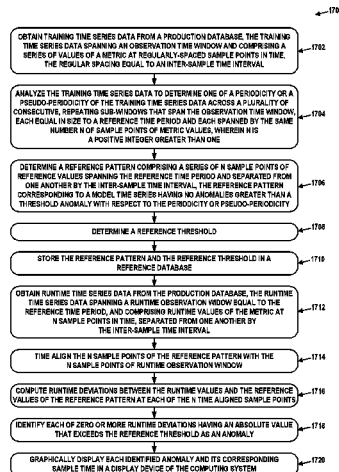 170
OBTAIN TRAINING TIME SERIES DATA FROM A PRODUCTION DATABASE, THE TRAINING
TIME SERIES DATA SPANNING AN OBSERVATION TIME WINDOW AND COMPRISING A
SERIES OF VALUES OF A METRIC AT REGULARLY-SPACED SAMPLE POINTS IN TIME,
THE REGULAR SPACING EQUAL TO AN INTER-SAMPLE TIME INTERVAL
1702
ANALYZE THE TRAINING TIME SERIES DATA TO DETERMINE ONE OF A PERIODICITY OR A
PSEUDO-PERIODICITY OF THE TRAINING TIME SERIES DATA ACROSS A PLURALITY OF
CONSECUTIVE, REPEATING SUB-WINDOWS THAT SPAN THE OBSERVATION TIME WINDOW,
EACH EQUAL IN SIZE TO A REFERENCE TIME PERIOD AND EACH SPANNED BY THE SAME
NUMBER N OF SAMPLE POINTS OF METRIC VALUES, WHEREIN N IS
A POSITIVE INTEGER GREATER THAN ONE
1704
DETERMINE A REFERENCE PATTERN COMPRISING A SERIES OF N SAMPLE POINTS OF
REFERENCE VALUES SPANNING THE REFERENCE TIME PERIOD AND SEPARATED FROM
ONE ANOTHER BY THE INTER-SAMPLE TIME INTERVAL, THE REFERENCE PATTERN
CORRESPONDING TO A MODEL TIME SERIES HAVING NO ANOMALIES GREATER THAN A
THRESHOLD ANOMALY WITH RESPECT TO THE PERIODICITY OR PSEUDO-PERIODICITY
1706
DETERMINE A REFERENCE THRESHOLD
1708
STORE THE REFERENCE PATTERN AND THE REFERENCE THRESHOLD IN A
REFERENCE DATABASE
1710
OBTAIN RUNTIME TIME SERIES DATA FROM THE PRODUCTION DATABASE, THE RUNTIME
TIME SERIES DATA SPANNING A RUNTIME OBSERVATION WIDOW EQUAL TO THE
REFERENCE TIME PERIOD, AND COMPRISING RUNTIME VALUES OF THE METRIC AT
N SAMPLE POINTS IN TIME, SEPARATED FROM ONE ANOTHER BY
THE INTER-SAMPLE TIME INTERVAL
1712
TIME ALIGN THE N SAMPLE POINTS OF THE REFERENCE PATTERN WITH THE
N SAMPLE POINTS OF RUNTIME OBSERVATION WINDOW
1714
COMPUTE RUNTIME DEVIATIONS BETWEEN THE RUNTIME VALUES AND THE REFERENCE
VALUES OF THE REFERENCE PATTERN AT EACH OF THE N TIME ALIGNED SAMPLE POINTS
1716
IDENTIFY EACH OF ZERO OR MORE RUNTIME DEVIATIONS HAVING AN ABSOLUTE VALUE
THAT EXCEEDS THE REFERENCE THRESHOLD AS AN ANOMALY
1718
GRAPHICALLY DISPLAY EACH IDENTIFIED ANOMALY AND ITS CORRESPONDING
SAMPLE TIME IN A DISPLAY DEVICE OF THE COMPUTING SYSTEM
1720